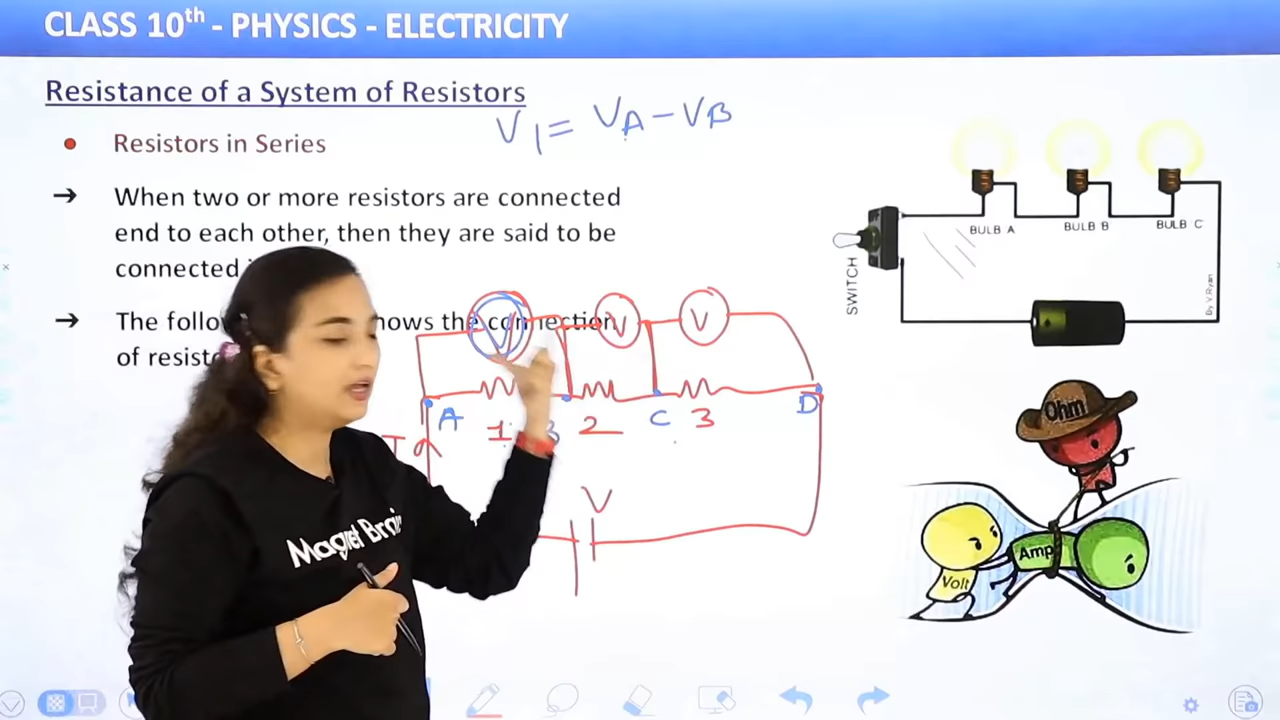 CLASS 10th - PHYSICS - ELECTRICITY
Resistance of a System of Resistors
V1 = VA - VB
• Resistors in Series
→ When two or more resistors are connected
end to each other, then they are said to be
connected
→ The hows the connection
of
V V V
A B C D
1 2 3
I
V
Magnet Brains
SWITCH
BULB A BULB B BULB C
By V.Ryan
Ohm
Volt
Amp